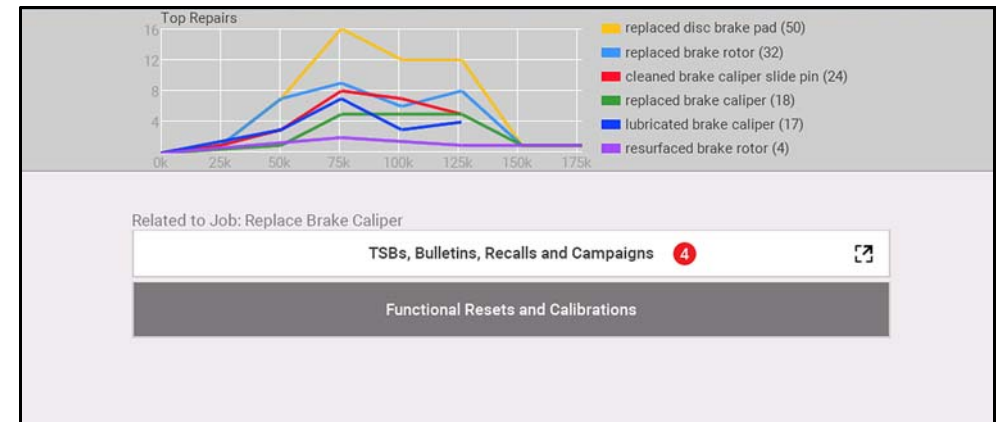 Top Repairs
16
12
8
4
0k 25k 50k 75k 100k 125k 150k 175k
replaced disc brake pad (50)
replaced brake rotor (32)
cleaned brake caliper slide pin (24)
replaced brake caliper (18)
lubricated brake caliper (17)
resurfaced brake rotor (4)
Related to Job: Replace Brake Caliper
TSBs, Bulletins, Recalls and Campaigns 4
Functional Resets and Calibrations